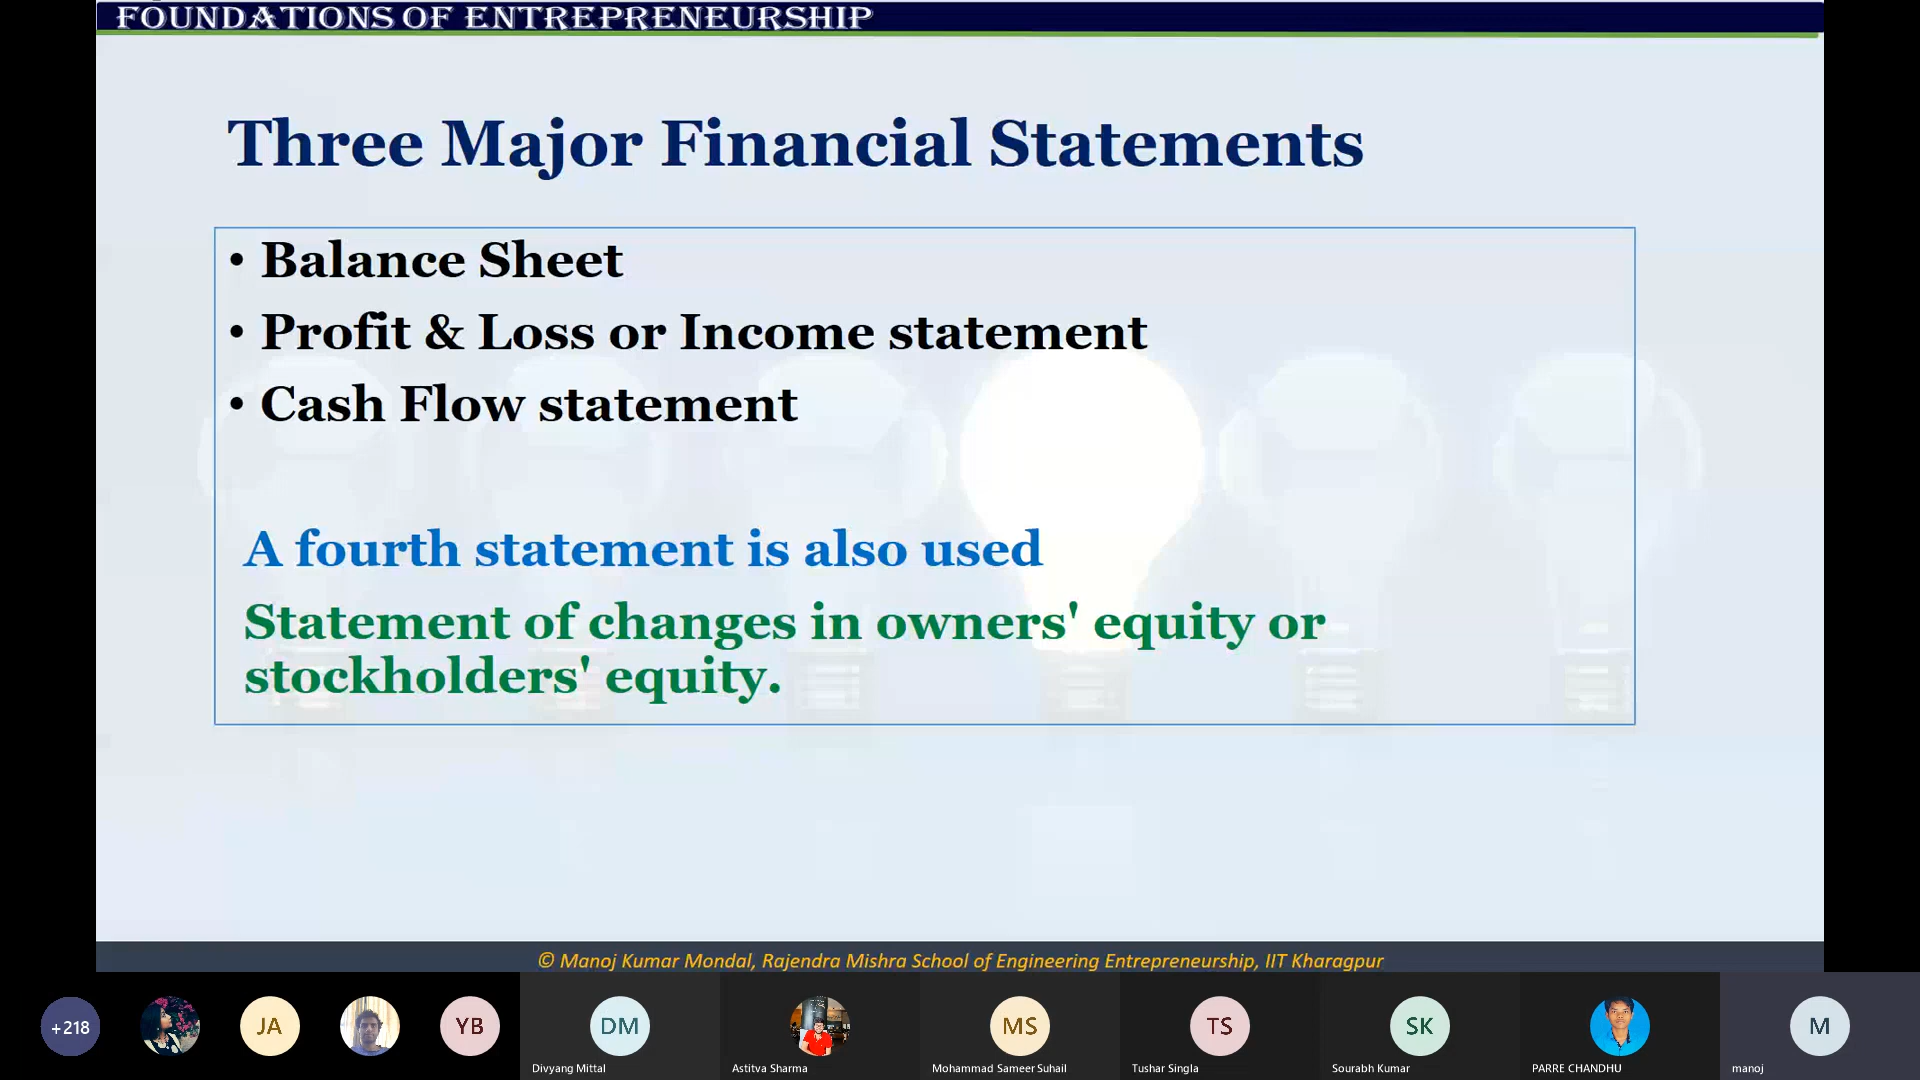 FOUNDATIONS OF ENTREPRENEURSHIP
Three Major Financial Statements
• Balance Sheet
• Profit & Loss or Income statement
• Cash Flow statement
A fourth statement is also used
Statement of changes in owners' equity or
stockholders' equity.
© Manoj Kumar Mondal, Rajendra Mishra School of Engineering Entrepreneurship, IIT Kharagpur
+218
JA
YB
DM
MS
TS
SK
M
Divyang Mittal
Astitva Sharma
Mohammad Sameer Suhail
Tushar Singla
Sourabh Kumar
PARRE CHANDHU
manoj